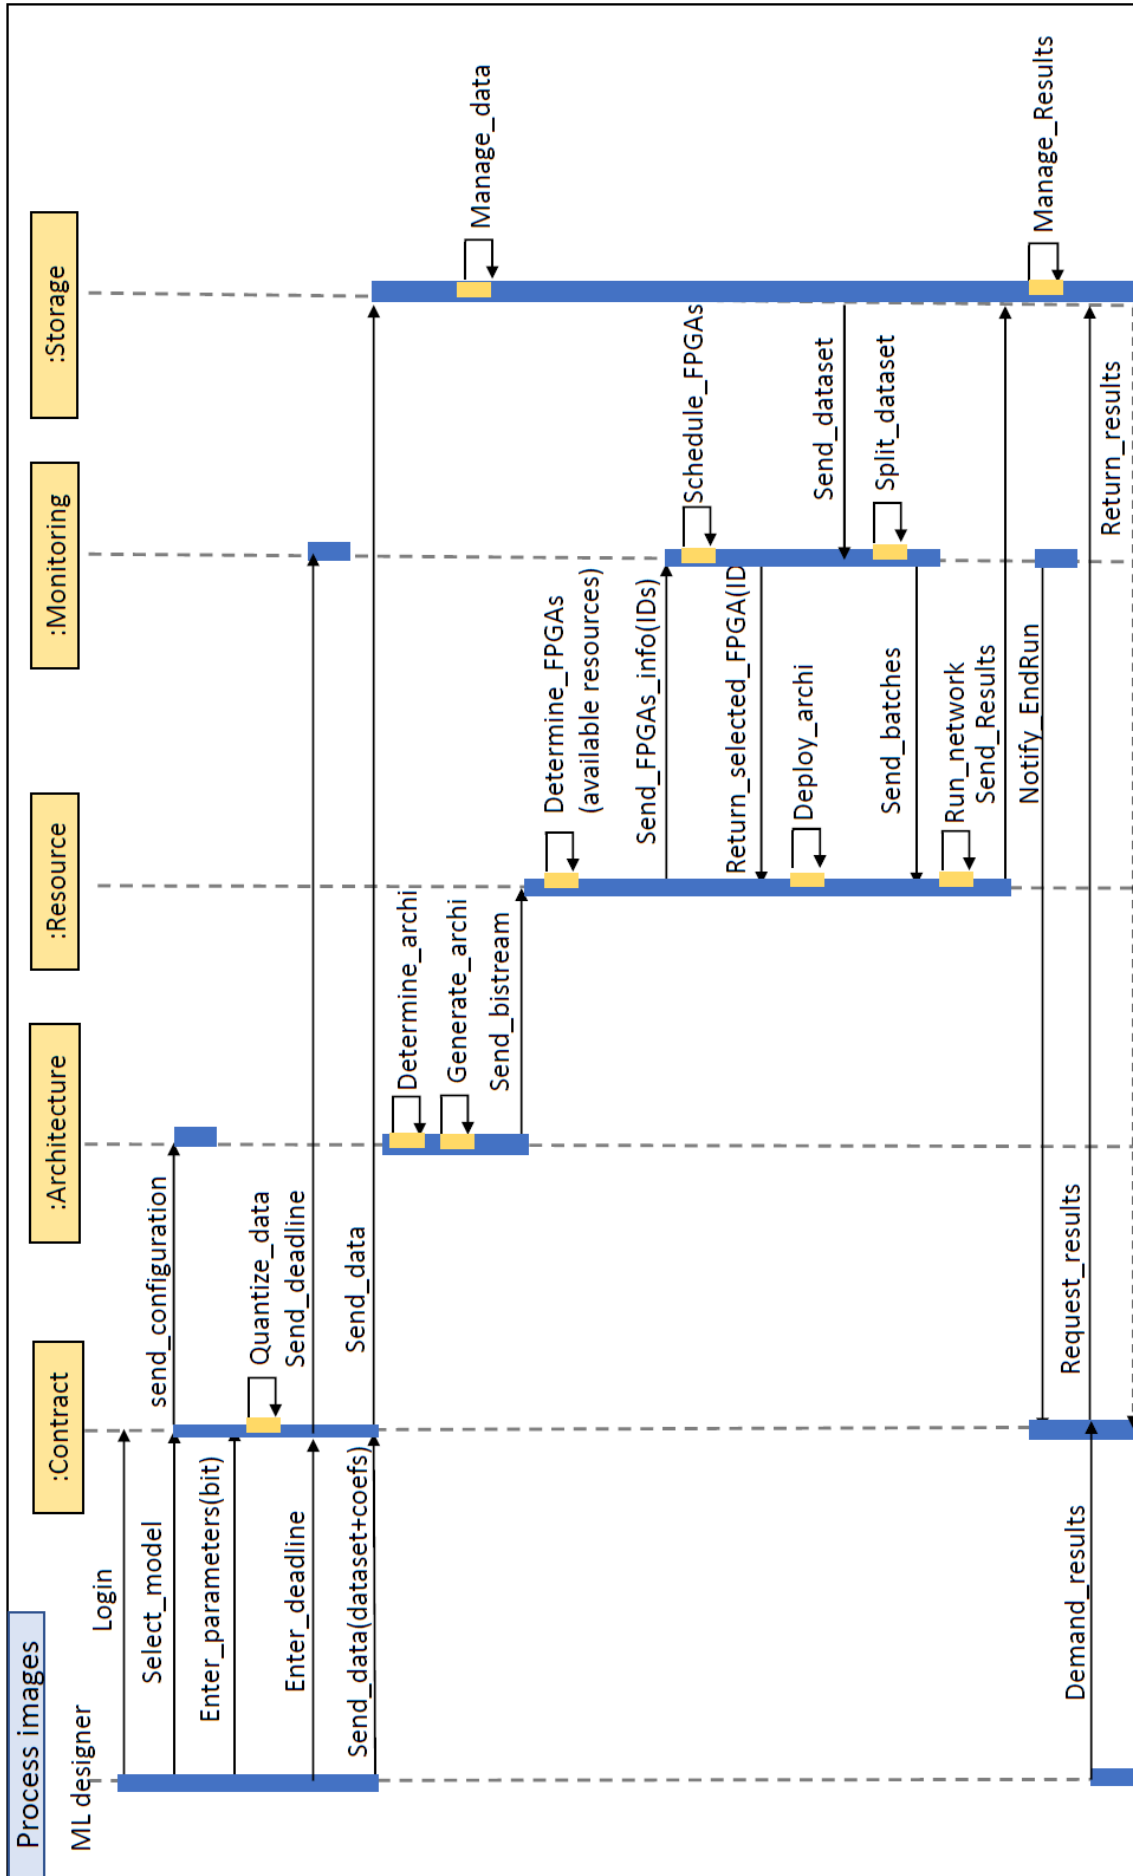 Process images
ML designer
:Contract
:Architecture
:Resource
:Monitoring
:Storage
Login
Select_model
send_configuration
Enter_parameters(bit)
Quantize_data
Enter_deadline
Send_deadline
Send_data(dataset+coefs)
Send_data
Determine_archi
Generate_archi
Manage_data
Send_bistream
Determine_FPGAs
(available resources)
Send_FPGAs_info(IDs)
Schedule_FPGAs
Return_selected_FPGA(ID
Deploy_archi
Send_dataset
Split_dataset
Send_batches
Run_network
Send_Results
Notify_EndRun
Manage_Results
Demand_results
Request_results
Return_results